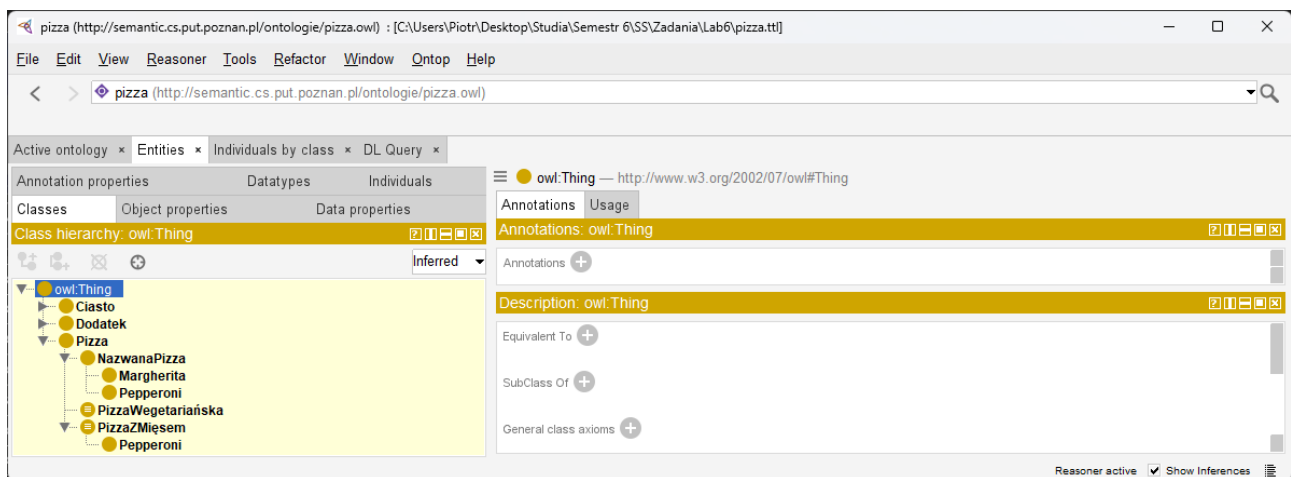 pizza (http://semantic.cs.put.poznan.pl/ontologie/pizza.owl) : [C:\Users\Piotr\Desktop\Studia\Semestr 6\SS\Zadania\Lab6\pizza.ttl]
File Edit View Reasoner Tools Refactor Window Ontop Help
pizza (http://semantic.cs.put.poznan.pl/ontologie/pizza.owl)
Active ontology × Entities × Individuals by class × DL Query ×
Annotation properties Datatypes Individuals
Classes Object properties Data properties
Class hierarchy: owl:Thing
Inferred
owl:Thing
Ciasto
Dodatek
Pizza
NazwanaPizza
Margherita
Pepperoni
PizzaWegetariańska
PizzaZMięsem
Pepperoni
owl:Thing — http://www.w3.org/2002/07/owl#Thing
Annotations Usage
Annotations: owl:Thing
Annotations
Description: owl:Thing
Equivalent To
SubClass Of
General class axioms
Reasoner active Show Inferences